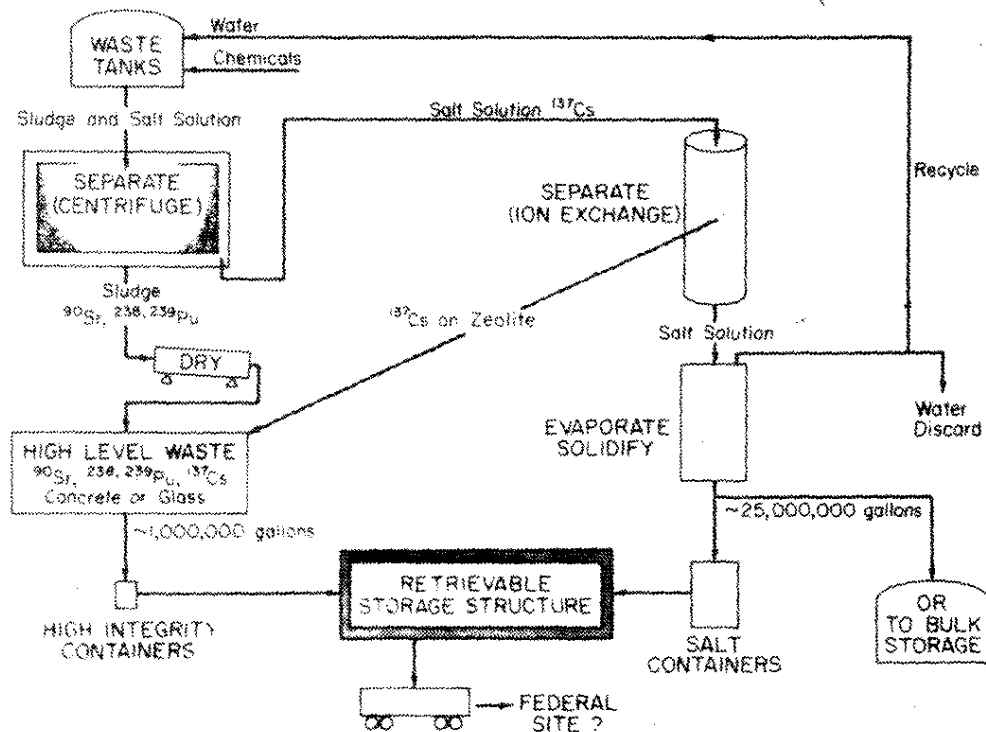 WASTE
TANKS
Water
Chemicals
Sludge and Salt Solution
Salt Solution ¹³⁷Cs
SEPARATE
(CENTRIFUGE)
SEPARATE
(ION EXCHANGE)
Recycle
Sludge
⁹⁰Sr, ²³⁸,²³⁹Pu
¹³⁷Cs on Zeolite
Salt Solution
DRY
Water
Discard
EVAPORATE
SOLIDIFY
HIGH LEVEL WASTE
⁹⁰Sr, ²³⁸,²³⁹Pu, ¹³⁷Cs
Concrete or Glass
~1,000,000 gallons
~25,000,000 gallons
RETRIEVABLE
STORAGE STRUCTURE
OR
TO BULK
STORAGE
HIGH INTEGRITY
CONTAINERS
SALT
CONTAINERS
FEDERAL
SITE ?